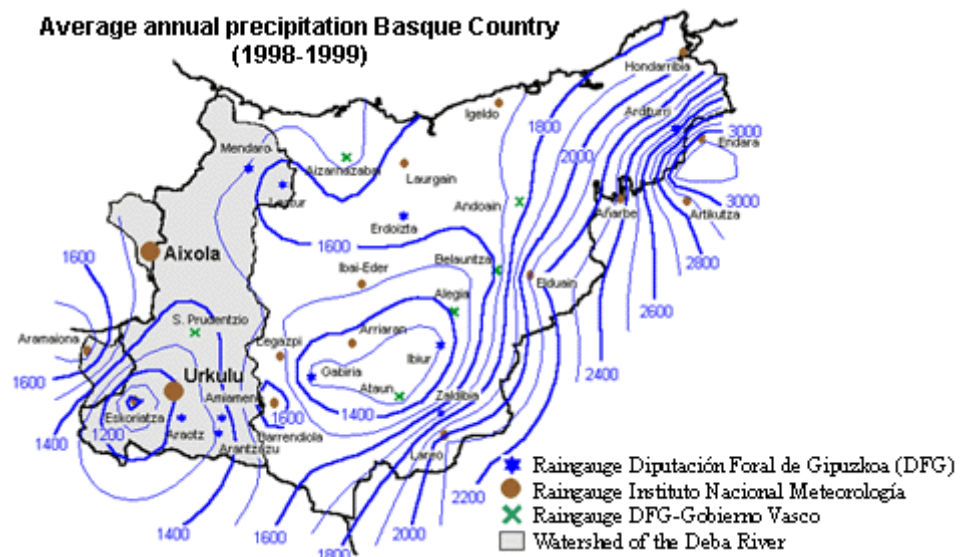 Average annual precipitation Basque Country
(1998-1999)
Hondarribia
Igeldo
1800
Arditurri
3000
Endara
Mendaro
Aizarnazabal
2000
Laurgain
Lastur
Andoain
Añarbe
3000
Artikutza
Erdoizta
1600
Aixola
1600
Belauntza
2800
Ibai-Eder
Elduain
Alegia
2600
S. Prudentzio
Aramaiona
Legazpi
Arriaran
Ibiur
1600
Urkulu
Gabiria
2400
Ataun
Zaldibia
1400
Eskoriatza
Amiamena
1600
1200
Araotz
Barrendiola
1400
Arantzazu
Lareo
2200
1400
1600
1800
2000
Raingauge Diputación Foral de Gipuzkoa (DFG)
Raingauge Instituto Nacional Meteorología
Raingauge DFG-Gobierno Vasco
Watershed of the Deba River